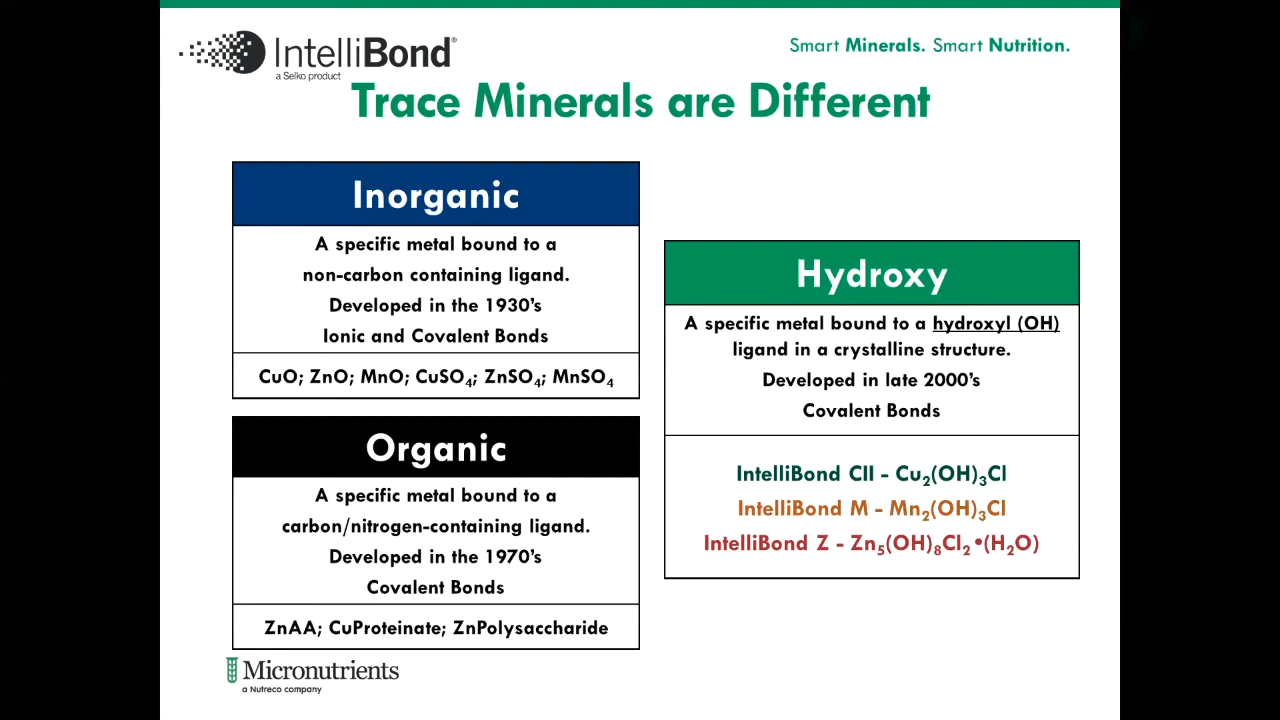 IntelliBond®
a Selko product
Smart Minerals. Smart Nutrition.
Trace Minerals are Different
Inorganic
A specific metal bound to a
non-carbon containing ligand.
Developed in the 1930’s
Ionic and Covalent Bonds
CuO; ZnO; MnO; CuSO₄; ZnSO₄; MnSO₄
Organic
A specific metal bound to a
carbon/nitrogen-containing ligand.
Developed in the 1970’s
Covalent Bonds
ZnAA; CuProteinate; ZnPolysaccharide
Hydroxy
A specific metal bound to a hydroxyl (OH)
ligand in a crystalline structure.
Developed in late 2000’s
Covalent Bonds
IntelliBond CII - Cu₂(OH)₃Cl
IntelliBond M - Mn₂(OH)₃Cl
IntelliBond Z - Zn₅(OH)₈Cl₂•(H₂O)
Micronutrients
a Nutreco company